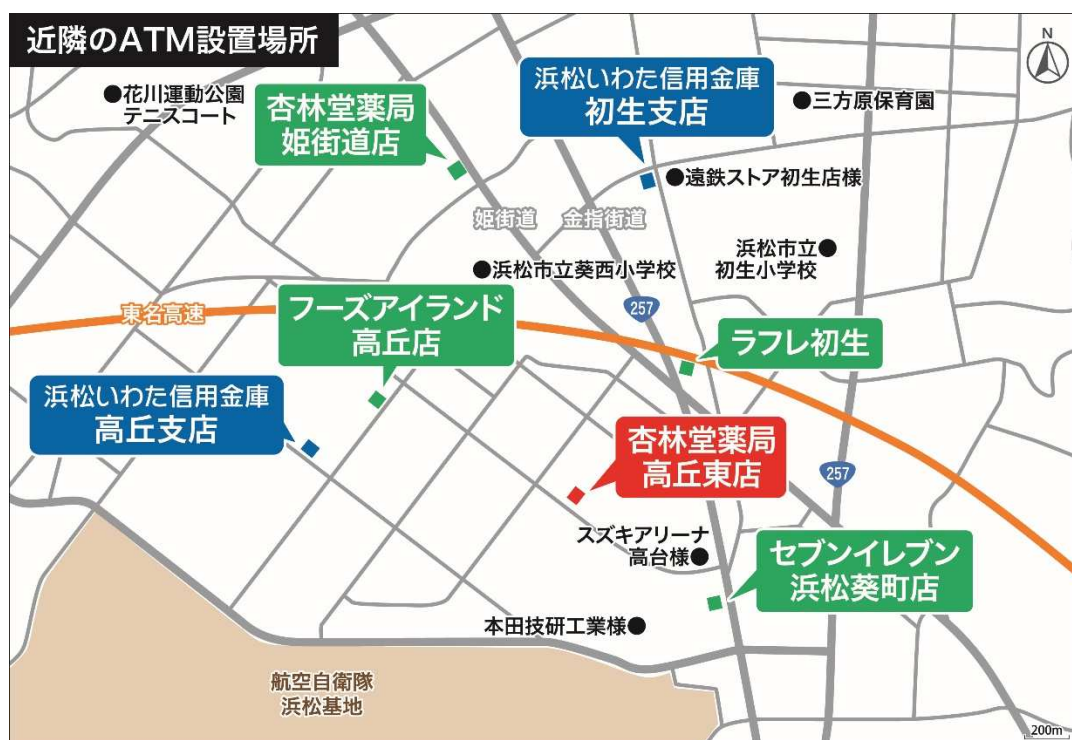 近隣のATM設置場所
N
●花川運動公園
テニスコート
杏林堂薬局
姫街道店
浜松いわた信用金庫
初生支店
●三方原保育園
●遠鉄ストア初生店様
姫街道
金指街道
●浜松市立葵西小学校
浜松市立●
初生小学校
東名高速
フーズアイランド
高丘店
257
ラフレ初生
浜松いわた信用金庫
高丘支店
杏林堂薬局
高丘東店
257
スズキアリーナ
高台様●
セブンイレブン
浜松葵町店
本田技研工業様●
航空自衛隊
浜松基地
200m